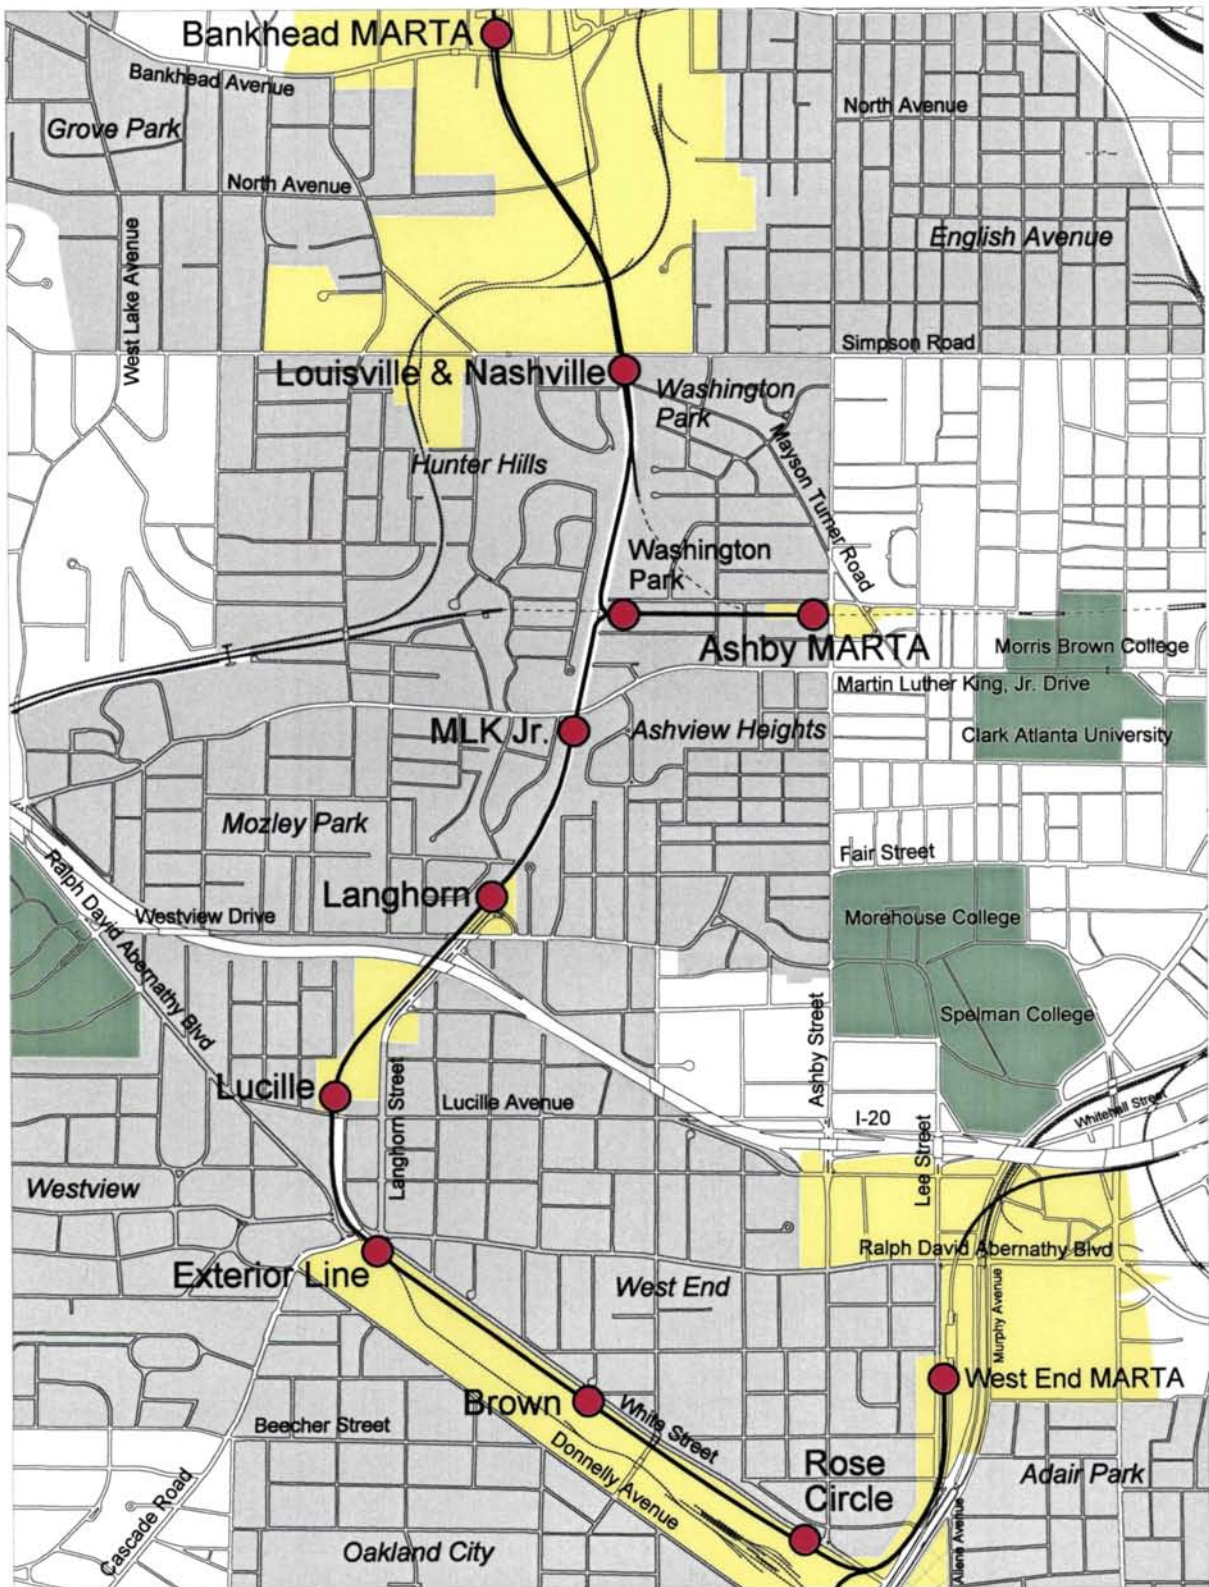 Bankhead MARTA
Bankhead Avenue
Grove Park
North Avenue
North Avenue
English Avenue
West Lake Avenue
Simpson Road
Louisville & Nashville
Washington
Park
Mayson Turner Road
Hunter Hills
Washington
Park
Ashby MARTA
Morris Brown College
Martin Luther King, Jr. Drive
MLK Jr.
Ashview Heights
Clark Atlanta University
Mozley Park
Fair Street
Ralph David Abernathy Blvd
Langhorn
Westview Drive
Morehouse College
Spelman College
Ashby Street
Lucille
Langhorn Street
Lucille Avenue
I-20
Lee Street
Whitehall Street
Westview
Ralph David Abernathy Blvd
Exterior Line
West End
Murphy Avenue
West End MARTA
Brown
White Street
Beecher Street
Donnelly Avenue
Rose
Circle
Adair Park
Cascade Road
Oakland City
Allene Avenue